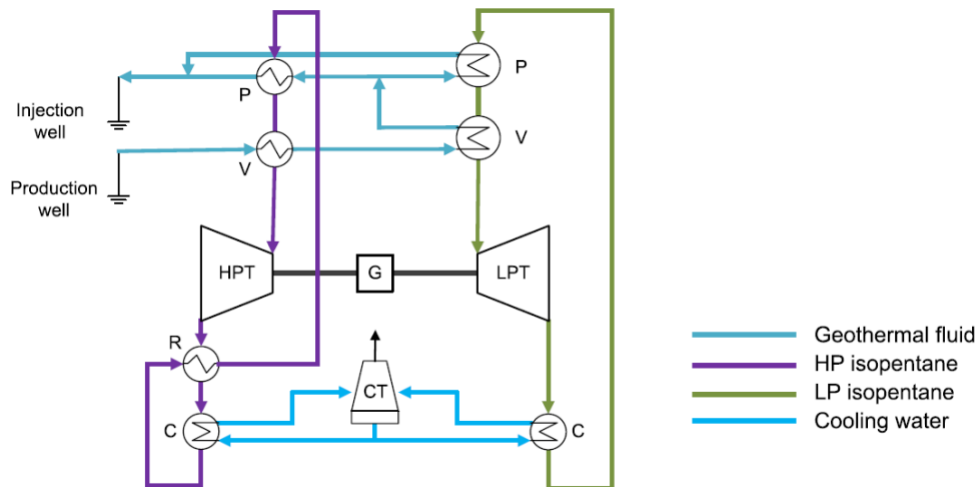 P
P
Injection
well
V
V
Production
well
HPT
G
LPT
R
CT
C
C
Geothermal fluid
HP isopentane
LP isopentane
Cooling water